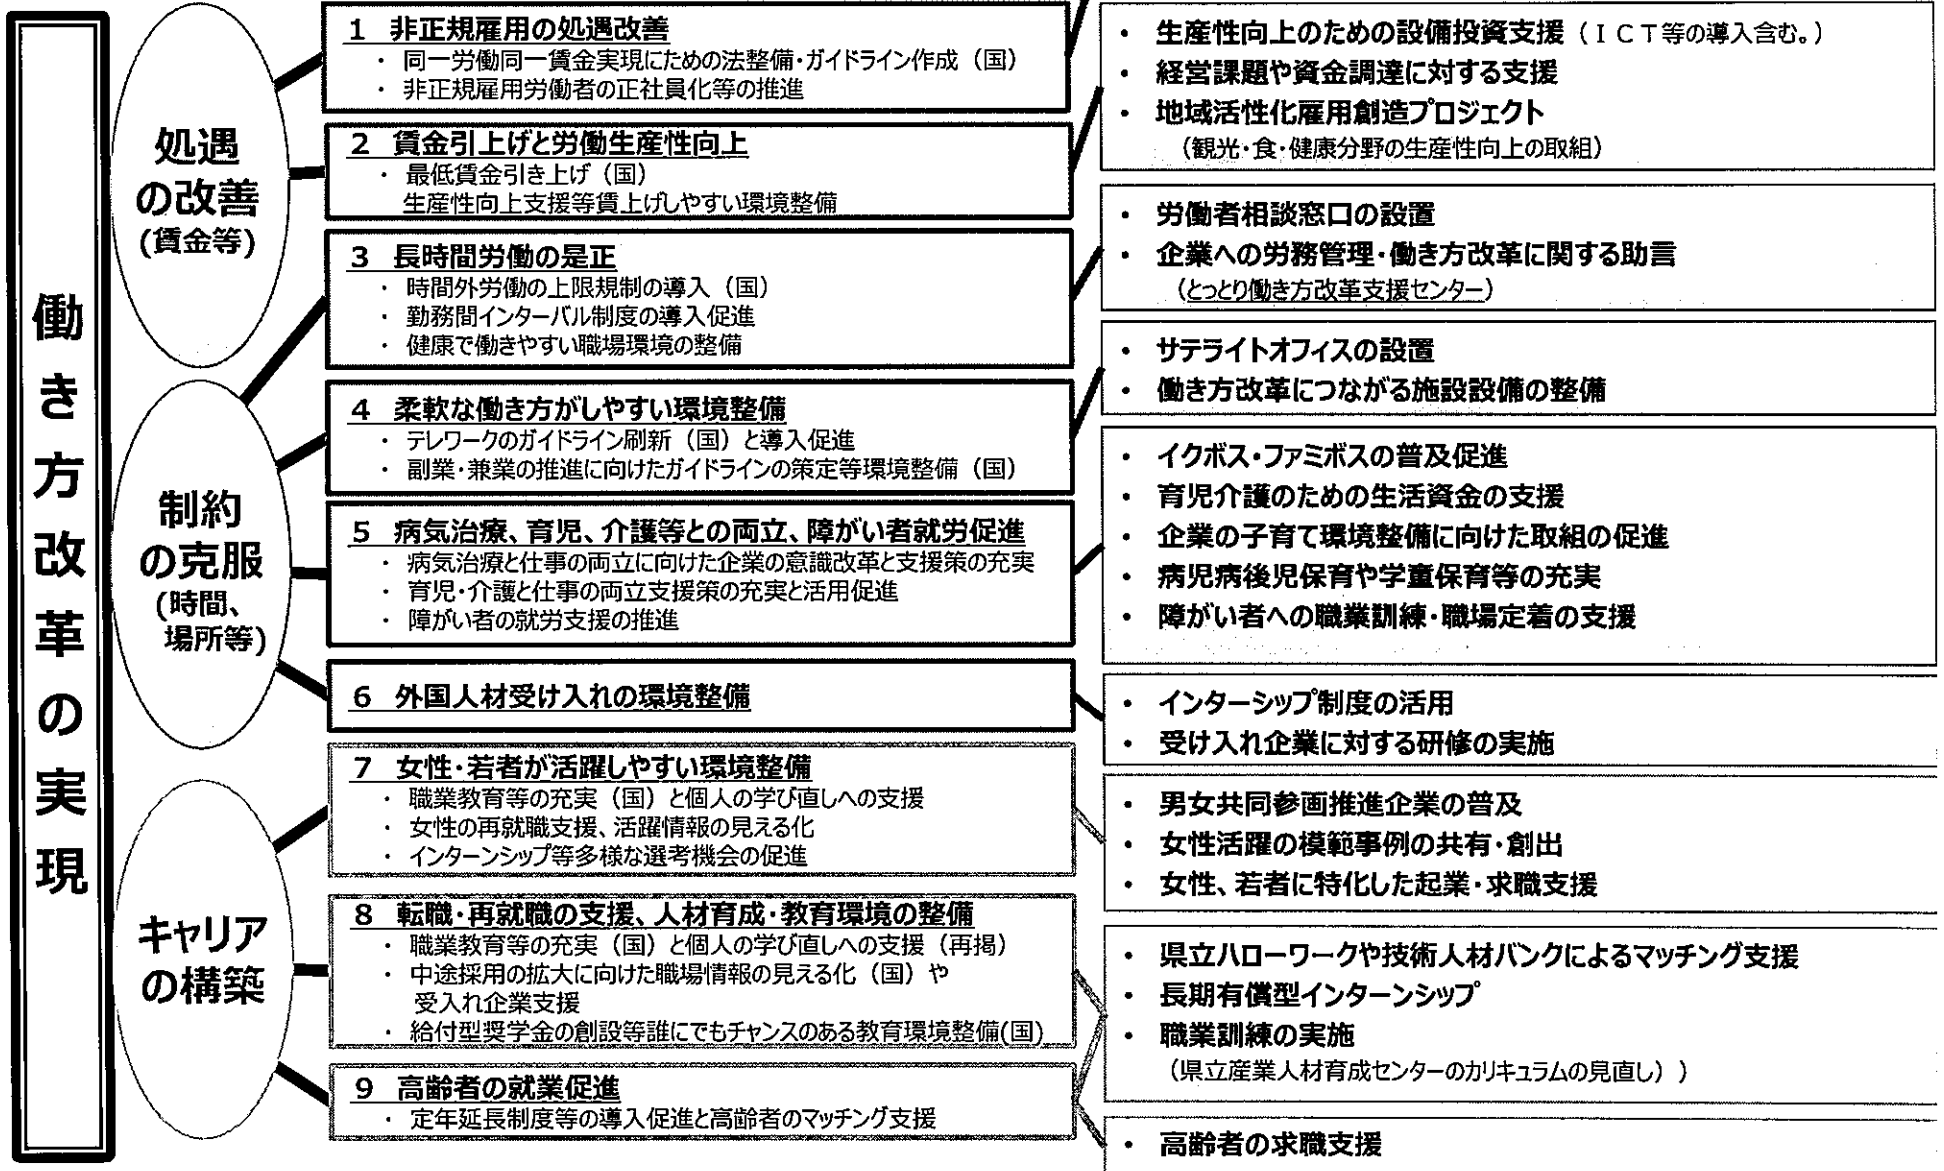 働き方改革の実現
処遇
の改善
(賃金等)
1 非正規雇用の処遇改善
・ 同一労働同一賃金実現にための法整備・ガイドライン作成（国）
・ 非正規雇用労働者の正社員化等の推進
2 賃金引上げと労働生産性向上
・ 最低賃金引き上げ（国）
生産性向上支援等賃上げしやすい環境整備
・ 生産性向上のための設備投資支援（ＩＣＴ等の導入含む。）
・ 経営課題や資金調達に対する支援
・ 地域活性化雇用創造プロジェクト
（観光・食・健康分野の生産性向上の取組）
制約
の克服
(時間、
場所等)
3 長時間労働の是正
・ 時間外労働の上限規制の導入（国）
・ 勤務間インターバル制度の導入促進
・ 健康で働きやすい職場環境の整備
・ 労働者相談窓口の設置
・ 企業への労務管理・働き方改革に関する助言
（とっとり働き方改革支援センター）
4 柔軟な働き方がしやすい環境整備
・ テレワークのガイドライン刷新（国）と導入促進
・ 副業・兼業の推進に向けたガイドラインの策定等環境整備（国）
・ サテライトオフィスの設置
・ 働き方改革につながる施設設備の整備
5 病気治療、育児、介護等との両立、障がい者就労促進
・ 病気治療と仕事の両立に向けた企業の意識改革と支援策の充実
・ 育児・介護と仕事の両立支援策の充実と活用促進
・ 障がい者の就労支援の推進
・ イクボス・ファミボスの普及促進
・ 育児介護のための生活資金の支援
・ 企業の子育て環境整備に向けた取組の促進
・ 病児病後児保育や学童保育等の充実
・ 障がい者への職業訓練・職場定着の支援
6 外国人材受け入れの環境整備
・ インターシップ制度の活用
・ 受け入れ企業に対する研修の実施
キャリア
の構築
7 女性・若者が活躍しやすい環境整備
・ 職業教育等の充実（国）と個人の学び直しへの支援
・ 女性の再就職支援、活躍情報の見える化
・ インターンシップ等多様な選考機会の促進
・ 男女共同参画推進企業の普及
・ 女性活躍の模範事例の共有・創出
・ 女性、若者に特化した起業・求職支援
8 転職・再就職の支援、人材育成・教育環境の整備
・ 職業教育等の充実（国）と個人の学び直しへの支援（再掲）
・ 中途採用の拡大に向けた職場情報の見える化（国）や
受入れ企業支援
・ 給付型奨学金の創設等誰にでもチャンスのある教育環境整備(国)
・ 県立ハローワークや技術人材バンクによるマッチング支援
・ 長期有償型インターンシップ
・ 職業訓練の実施
（県立産業人材育成センターのカリキュラムの見直し））
9 高齢者の就業促進
・ 定年延長制度等の導入促進と高齢者のマッチング支援
・ 高齢者の求職支援